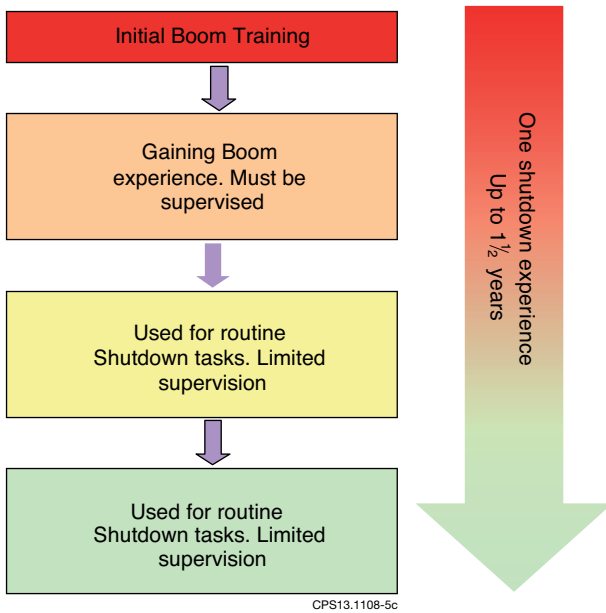 Initial Boom Training
Gaining Boom
experience. Must be
supervised
Used for routine
Shutdown tasks. Limited
supervision
Used for routine
Shutdown tasks. Limited
supervision
One shutdown experience
Up to 1½ years
CPS13.1108-5c